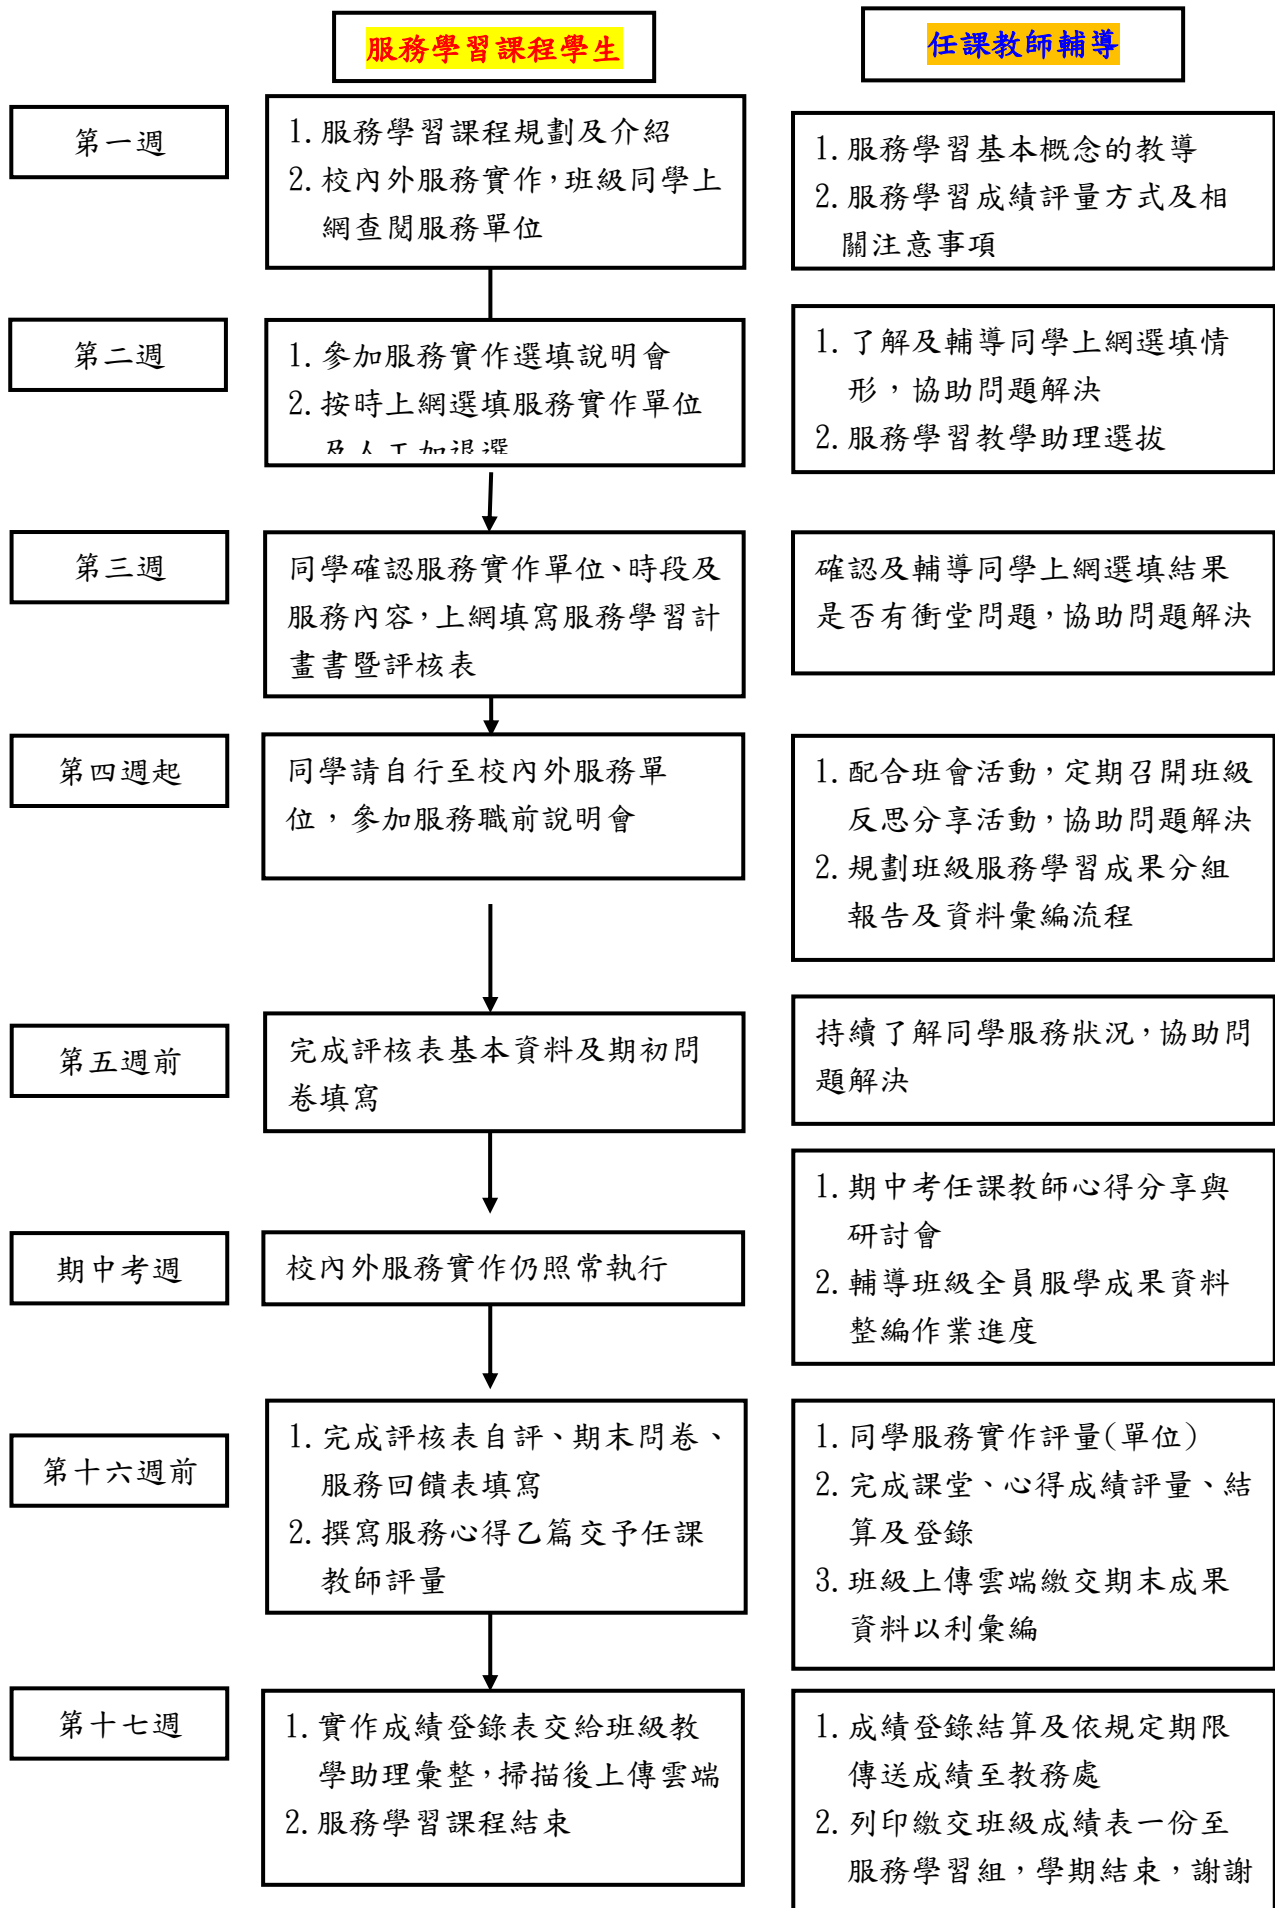 服務學習課程學生
任課教師輔導
第一週
1.服務學習課程規劃及介紹
2.校內外服務實作,班級同學上
網查閱服務單位
1.服務學習基本概念的教導
2.服務學習成績評量方式及相
關注意事項
第二週
1.參加服務實作選填說明會
2.按時上網選填服務實作單位
及人工加退選
1.了解及輔導同學上網選填情
形，協助問題解決
2.服務學習教學助理選拔
第三週
同學確認服務實作單位、時段及
服務內容,上網填寫服務學習計
畫書暨評核表
確認及輔導同學上網選填結果
是否有衝堂問題,協助問題解決
第四週起
同學請自行至校內外服務單
位，參加服務職前說明會
1.配合班會活動,定期召開班級
反思分享活動,協助問題解決
2.規劃班級服務學習成果分組
報告及資料彙編流程
第五週前
完成評核表基本資料及期初問
卷填寫
持續了解同學服務狀況,協助問
題解決
期中考週
校內外服務實作仍照常執行
1.期中考任課教師心得分享與
研討會
2.輔導班級全員服學成果資料
整編作業進度
第十六週前
1.完成評核表自評、期末問卷、
服務回饋表填寫
2.撰寫服務心得乙篇交予任課
教師評量
1.同學服務實作評量(單位)
2.完成課堂、心得成績評量、結
算及登錄
3.班級上傳雲端繳交期末成果
資料以利彙編
第十七週
1.實作成績登錄表交給班級教
學助理彙整,掃描後上傳雲端
2.服務學習課程結束
1.成績登錄結算及依規定期限
傳送成績至教務處
2.列印繳交班級成績表一份至
服務學習組，學期結束，謝謝